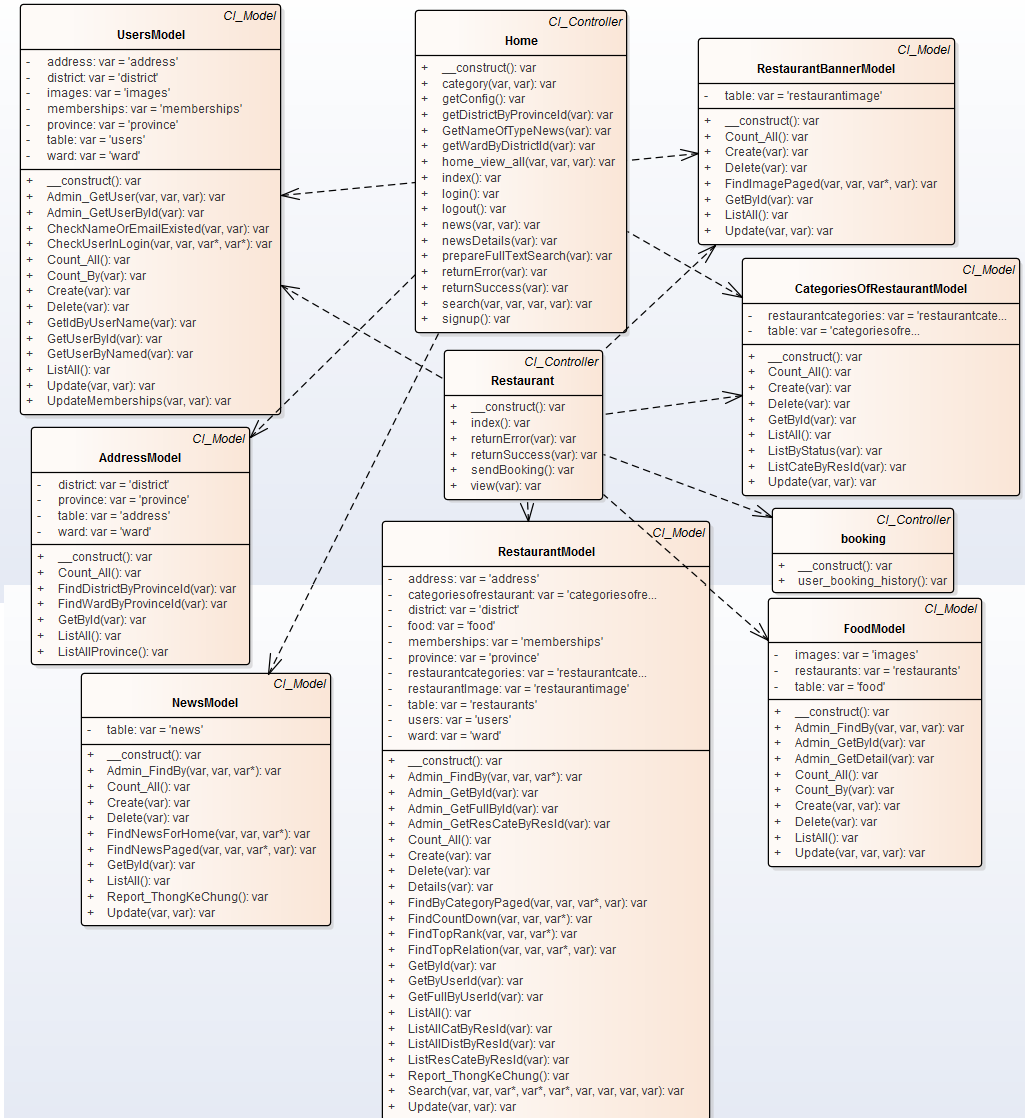 CI_Model
UsersModel
- address: var = 'address'
- district: var = 'district'
- images: var = 'images'
- memberships: var = 'memberships'
- province: var = 'province'
- table: var = 'users'
- ward: var = 'ward'
+ __construct(): var
+ Admin_GetUser(var, var, var): var
+ Admin_GetUserById(var): var
+ CheckNameOrEmailExisted(var, var): var
+ CheckUserInLogin(var, var, var*, var*): var
+ Count_All(): var
+ Count_By(var): var
+ Create(var): var
+ Delete(var): var
+ GetIdByUserName(var): var
+ GetUserById(var): var
+ GetUserByNamed(var): var
+ ListAll(): var
+ Update(var, var): var
+ UpdateMemberships(var, var): var
CI_Controller
Home
+ __construct(): var
+ category(var, var): var
+ getConfig(): var
+ getDistrictByProvinceId(var): var
+ GetNameOfTypeNews(var): var
+ getWardByDistrictId(var): var
+ home_view_all(var, var, var): var
+ index(): var
+ login(): var
+ logout(): var
+ news(var, var): var
+ newsDetails(var): var
+ prepareFullTextSearch(var): var
+ returnError(var): var
+ returnSuccess(var): var
+ search(var, var, var, var): var
+ signup(): var
CI_Model
RestaurantBannerModel
- table: var = 'restaurantimage'
+ __construct(): var
+ Count_All(): var
+ Create(var): var
+ Delete(var): var
+ FindImagePaged(var, var, var*, var): var
+ GetById(var): var
+ ListAll(): var
+ Update(var, var): var
CI_Model
CategoriesOfRestaurantModel
- restaurantcategories: var = 'restaurantcate...
- table: var = 'categoriesofre...
+ __construct(): var
+ Count_All(): var
+ Create(var): var
+ Delete(var): var
+ GetById(var): var
+ ListAll(): var
+ ListByStatus(var): var
+ ListCateByResId(var): var
+ Update(var, var): var
CI_Controller
Restaurant
+ __construct(): var
+ index(): var
+ returnError(var): var
+ returnSuccess(var): var
+ sendBooking(): var
+ view(var): var
CI_Model
AddressModel
- district: var = 'district'
- province: var = 'province'
- table: var = 'address'
- ward: var = 'ward'
+ __construct(): var
+ Count_All(): var
+ FindDistrictByProvinceId(var): var
+ FindWardByProvinceId(var): var
+ GetById(var): var
+ ListAll(): var
+ ListAllProvince(): var
CI_Controller
booking
+ __construct(): var
+ user_booking_history(): var
CI_Model
RestaurantModel
- address: var = 'address'
- categoriesofrestaurant: var = 'categoriesofre...
- district: var = 'district'
- food: var = 'food'
- memberships: var = 'memberships'
- province: var = 'province'
- restaurantcategories: var = 'restaurantcate...
- restaurantImage: var = 'restaurantimage'
- table: var = 'restaurants'
- users: var = 'users'
- ward: var = 'ward'
+ __construct(): var
+ Admin_FindBy(var, var, var*): var
+ Admin_GetById(var): var
+ Admin_GetFullById(var): var
+ Admin_GetResCateByResId(var): var
+ Count_All(): var
+ Create(var): var
+ Delete(var): var
+ Details(var): var
+ FindByCategoryPaged(var, var, var*, var): var
+ FindCountDown(var, var, var*): var
+ FindTopRank(var, var, var*): var
+ FindTopRelation(var, var, var*, var): var
+ GetById(var): var
+ GetByUserId(var): var
+ GetFullByUserId(var): var
+ ListAll(): var
+ ListAllCatByResId(var): var
+ ListAllDistByResId(var): var
+ ListResCateByResId(var): var
+ Report_ThongKeChung(): var
+ Search(var, var, var*, var*, var*, var, var, var, var): var
+ Update(var, var): var
CI_Model
FoodModel
- images: var = 'images'
- restaurants: var = 'restaurants'
- table: var = 'food'
+ __construct(): var
+ Admin_FindBy(var, var, var): var
+ Admin_GetById(var): var
+ Admin_GetDetail(var): var
+ Count_All(): var
+ Count_By(var): var
+ Create(var, var): var
+ Delete(var): var
+ ListAll(): var
+ Update(var, var, var): var
CI_Model
NewsModel
- table: var = 'news'
+ __construct(): var
+ Admin_FindBy(var, var, var*): var
+ Count_All(): var
+ Create(var): var
+ Delete(var): var
+ FindNewsForHome(var, var, var*): var
+ FindNewsPaged(var, var, var*, var): var
+ GetById(var): var
+ ListAll(): var
+ Report_ThongKeChung(): var
+ Update(var, var): var